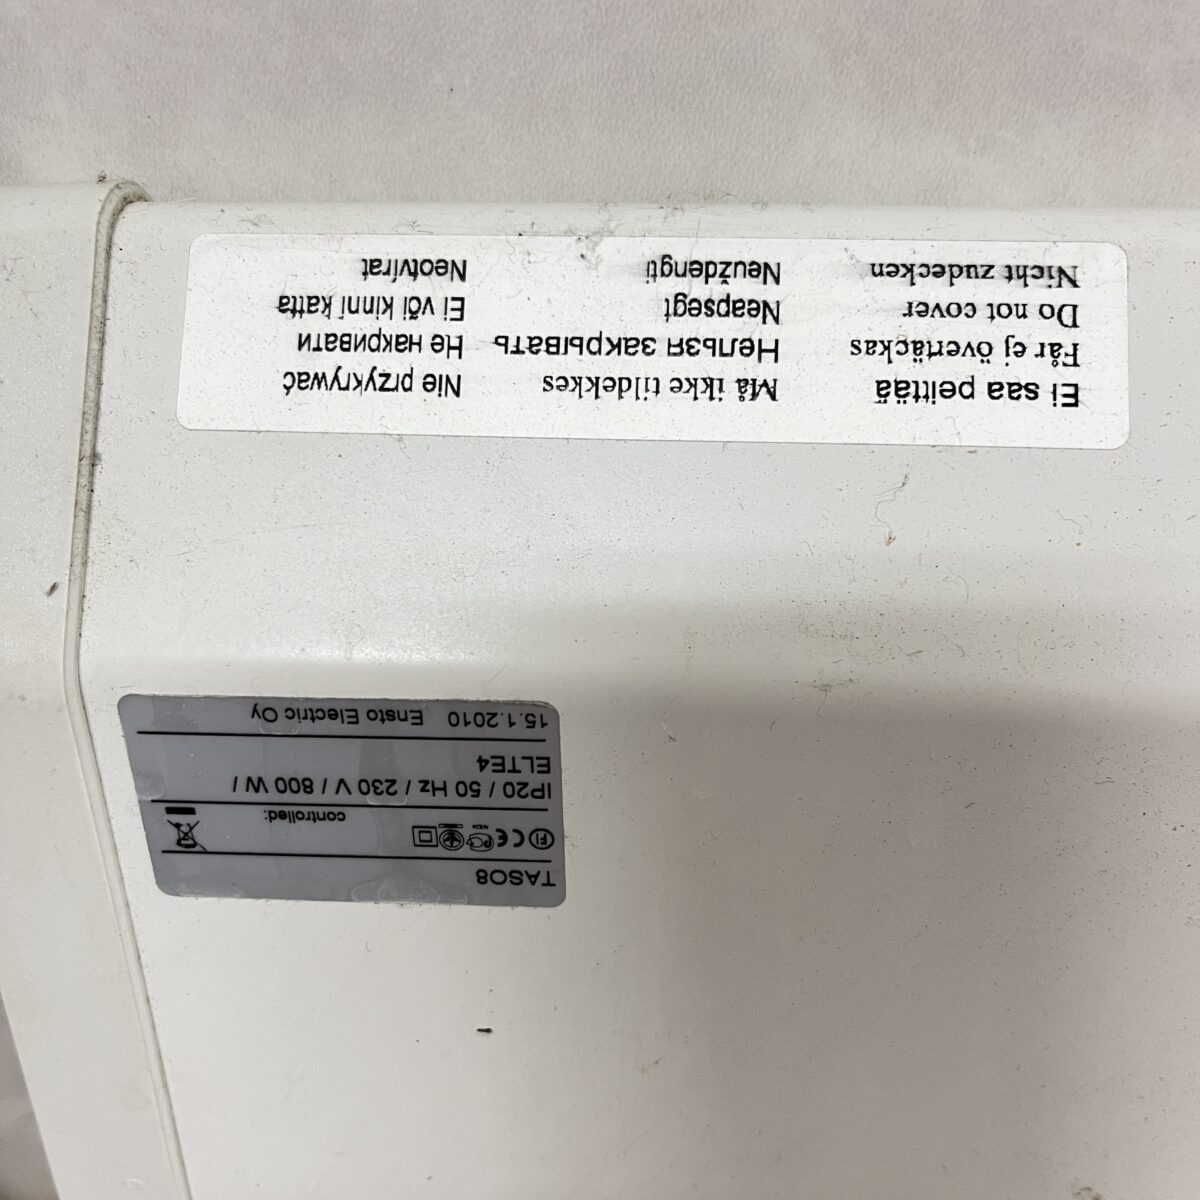 TASO8
FI CE
controlled:
IP20 / 50 Hz / 230 V / 800 W /
ELTE4
15.1.2010 Ensto Electric Oy
Ei saa peittää Må ikke tildekkes Nie przykrywać
Får ej övertäckas Нельзя закрывать Не накривати
Do not cover Neapsegt Ei või kinni katta
Nicht zudecken Neuždengti Neotvírat